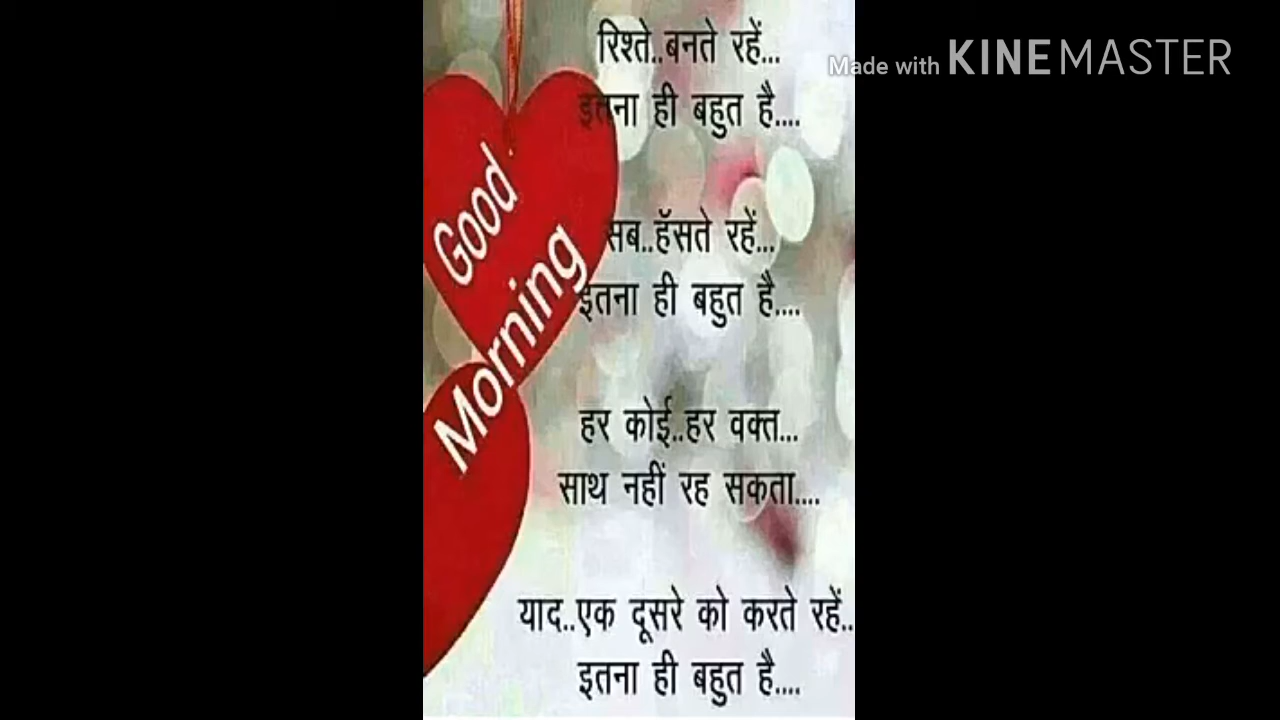 रिश्ते..बनते रहें...
इतना ही बहुत है....
सब..हॅसते रहें...
इतना ही बहुत है....
हर कोई..हर वक्त...
साथ नहीं रह सकता....
याद..एक दूसरे को करते रहें..
इतना ही बहुत है....
Good
Morning
Made with KINEMASTER